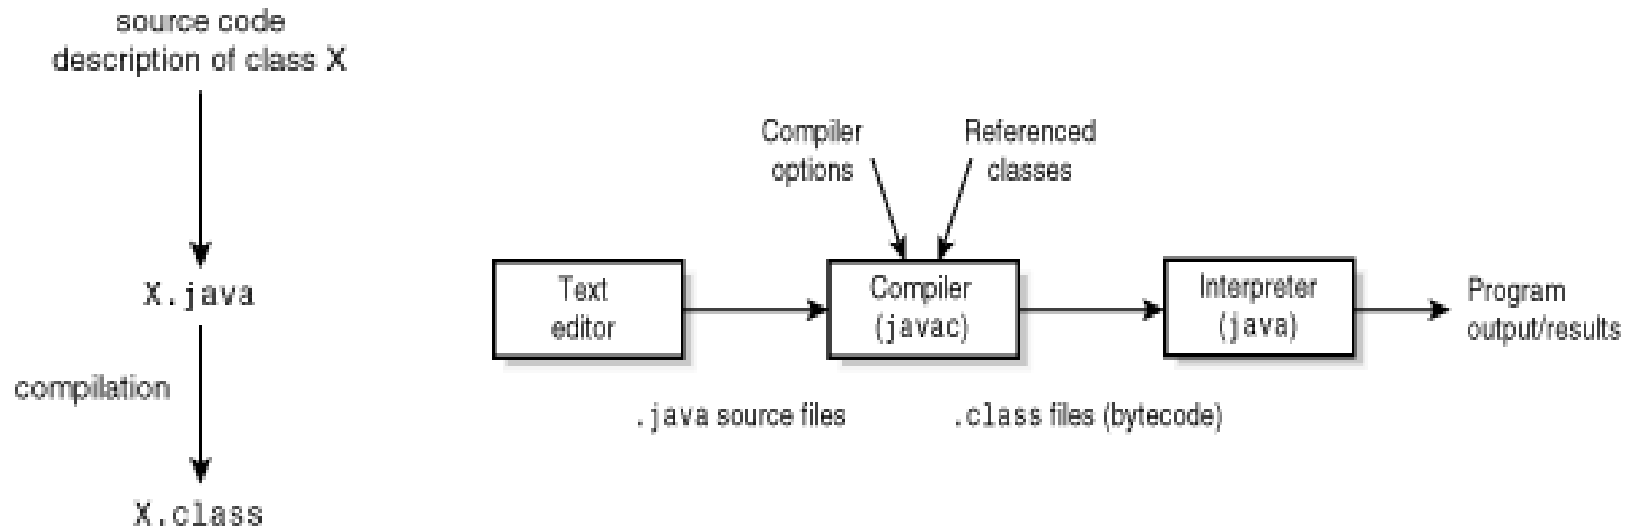 source code
description of class X
X.java
compilation
X.class
Compiler
options
Referenced
classes
Text
editor
Compiler
(javac)
Interpreter
(java)
Program
output/results
.java source files
.class files (bytecode)